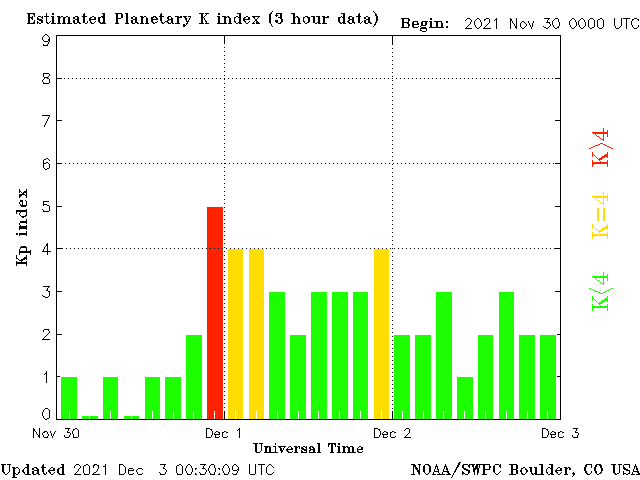 Estimated Planetary K index (3 hour data)
Begin: 2021 Nov 30 0000 UTC
9
8
7
6
5
4
3
2
1
0
Kp index
K>4
K=4
K<4
Nov 30
Dec 1
Dec 2
Dec 3
Universal Time
Updated 2021 Dec 3 00:30:09 UTC
NOAA/SWPC Boulder, CO USA